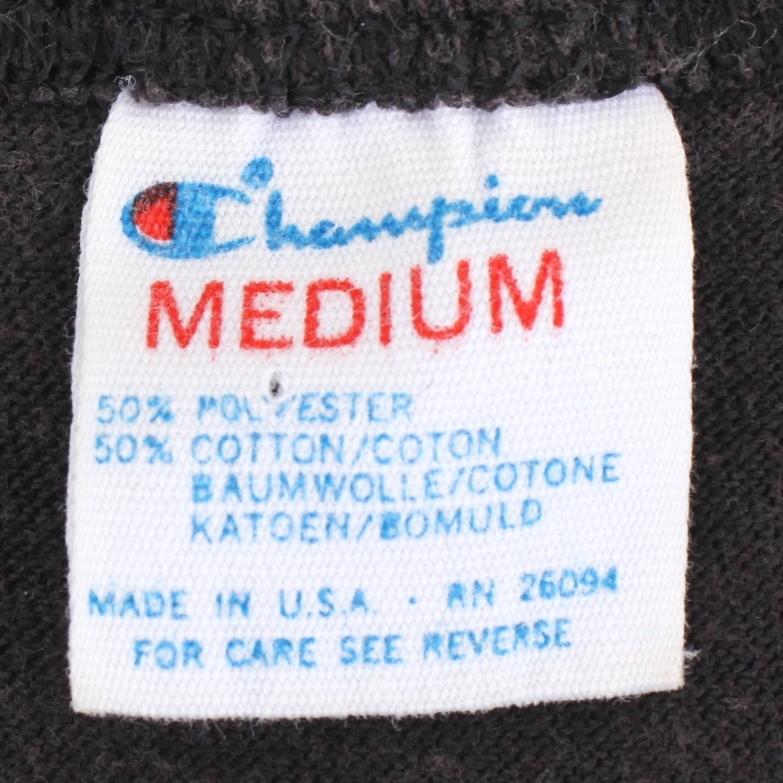 Champion
MEDIUM
50% POLYESTER
50% COTTON/COTON
BAUMWOLLE/COTONE
KATOEN/BOMULD
MADE IN U.S.A. · RN 26094
FOR CARE SEE REVERSE